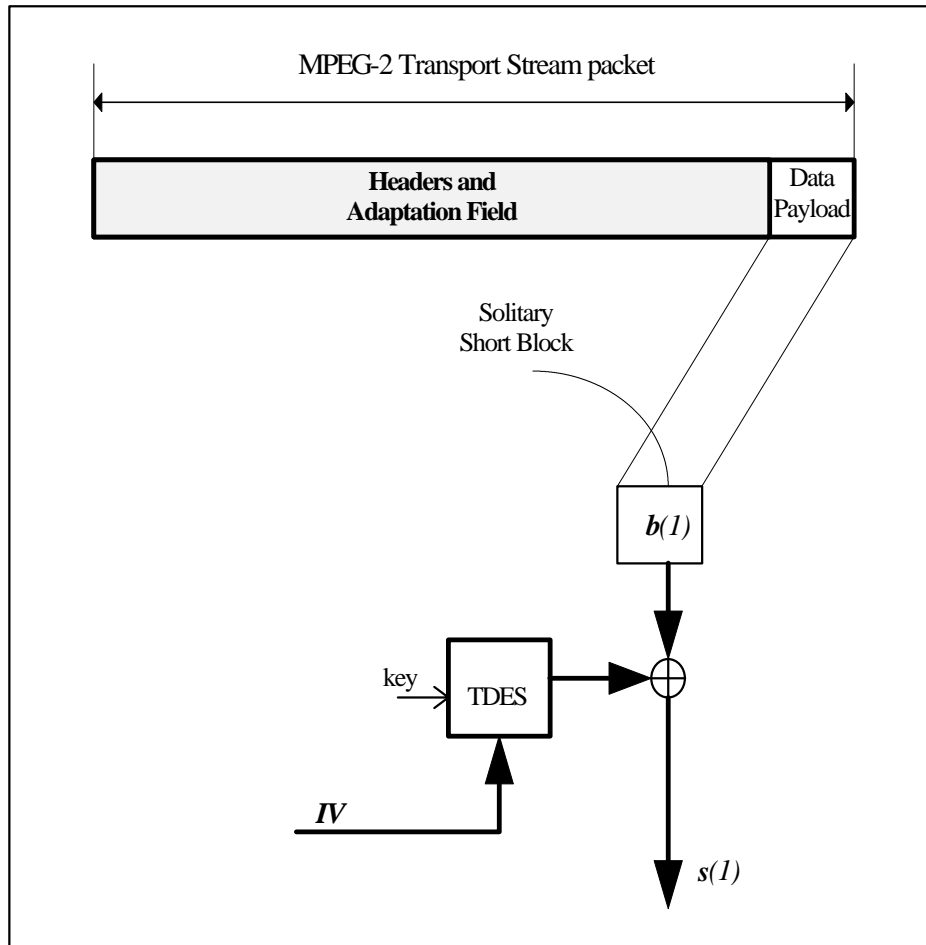 MPEG-2 Transport Stream packet
Headers and
Adaptation Field
Data
Payload
Solitary
Short Block
b(1)
key
TDES
IV
s(1)